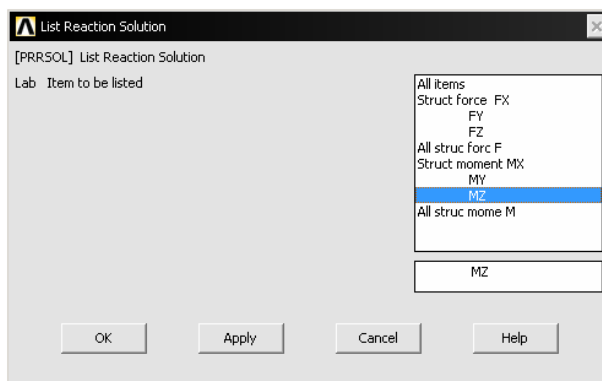 List Reaction Solution
[PRRSOL] List Reaction Solution
Lab Item to be listed
All items
Struct force FX
FY
FZ
All struc forc F
Struct moment MX
MY
MZ
All struc mome M
MZ
OK
Apply
Cancel
Help